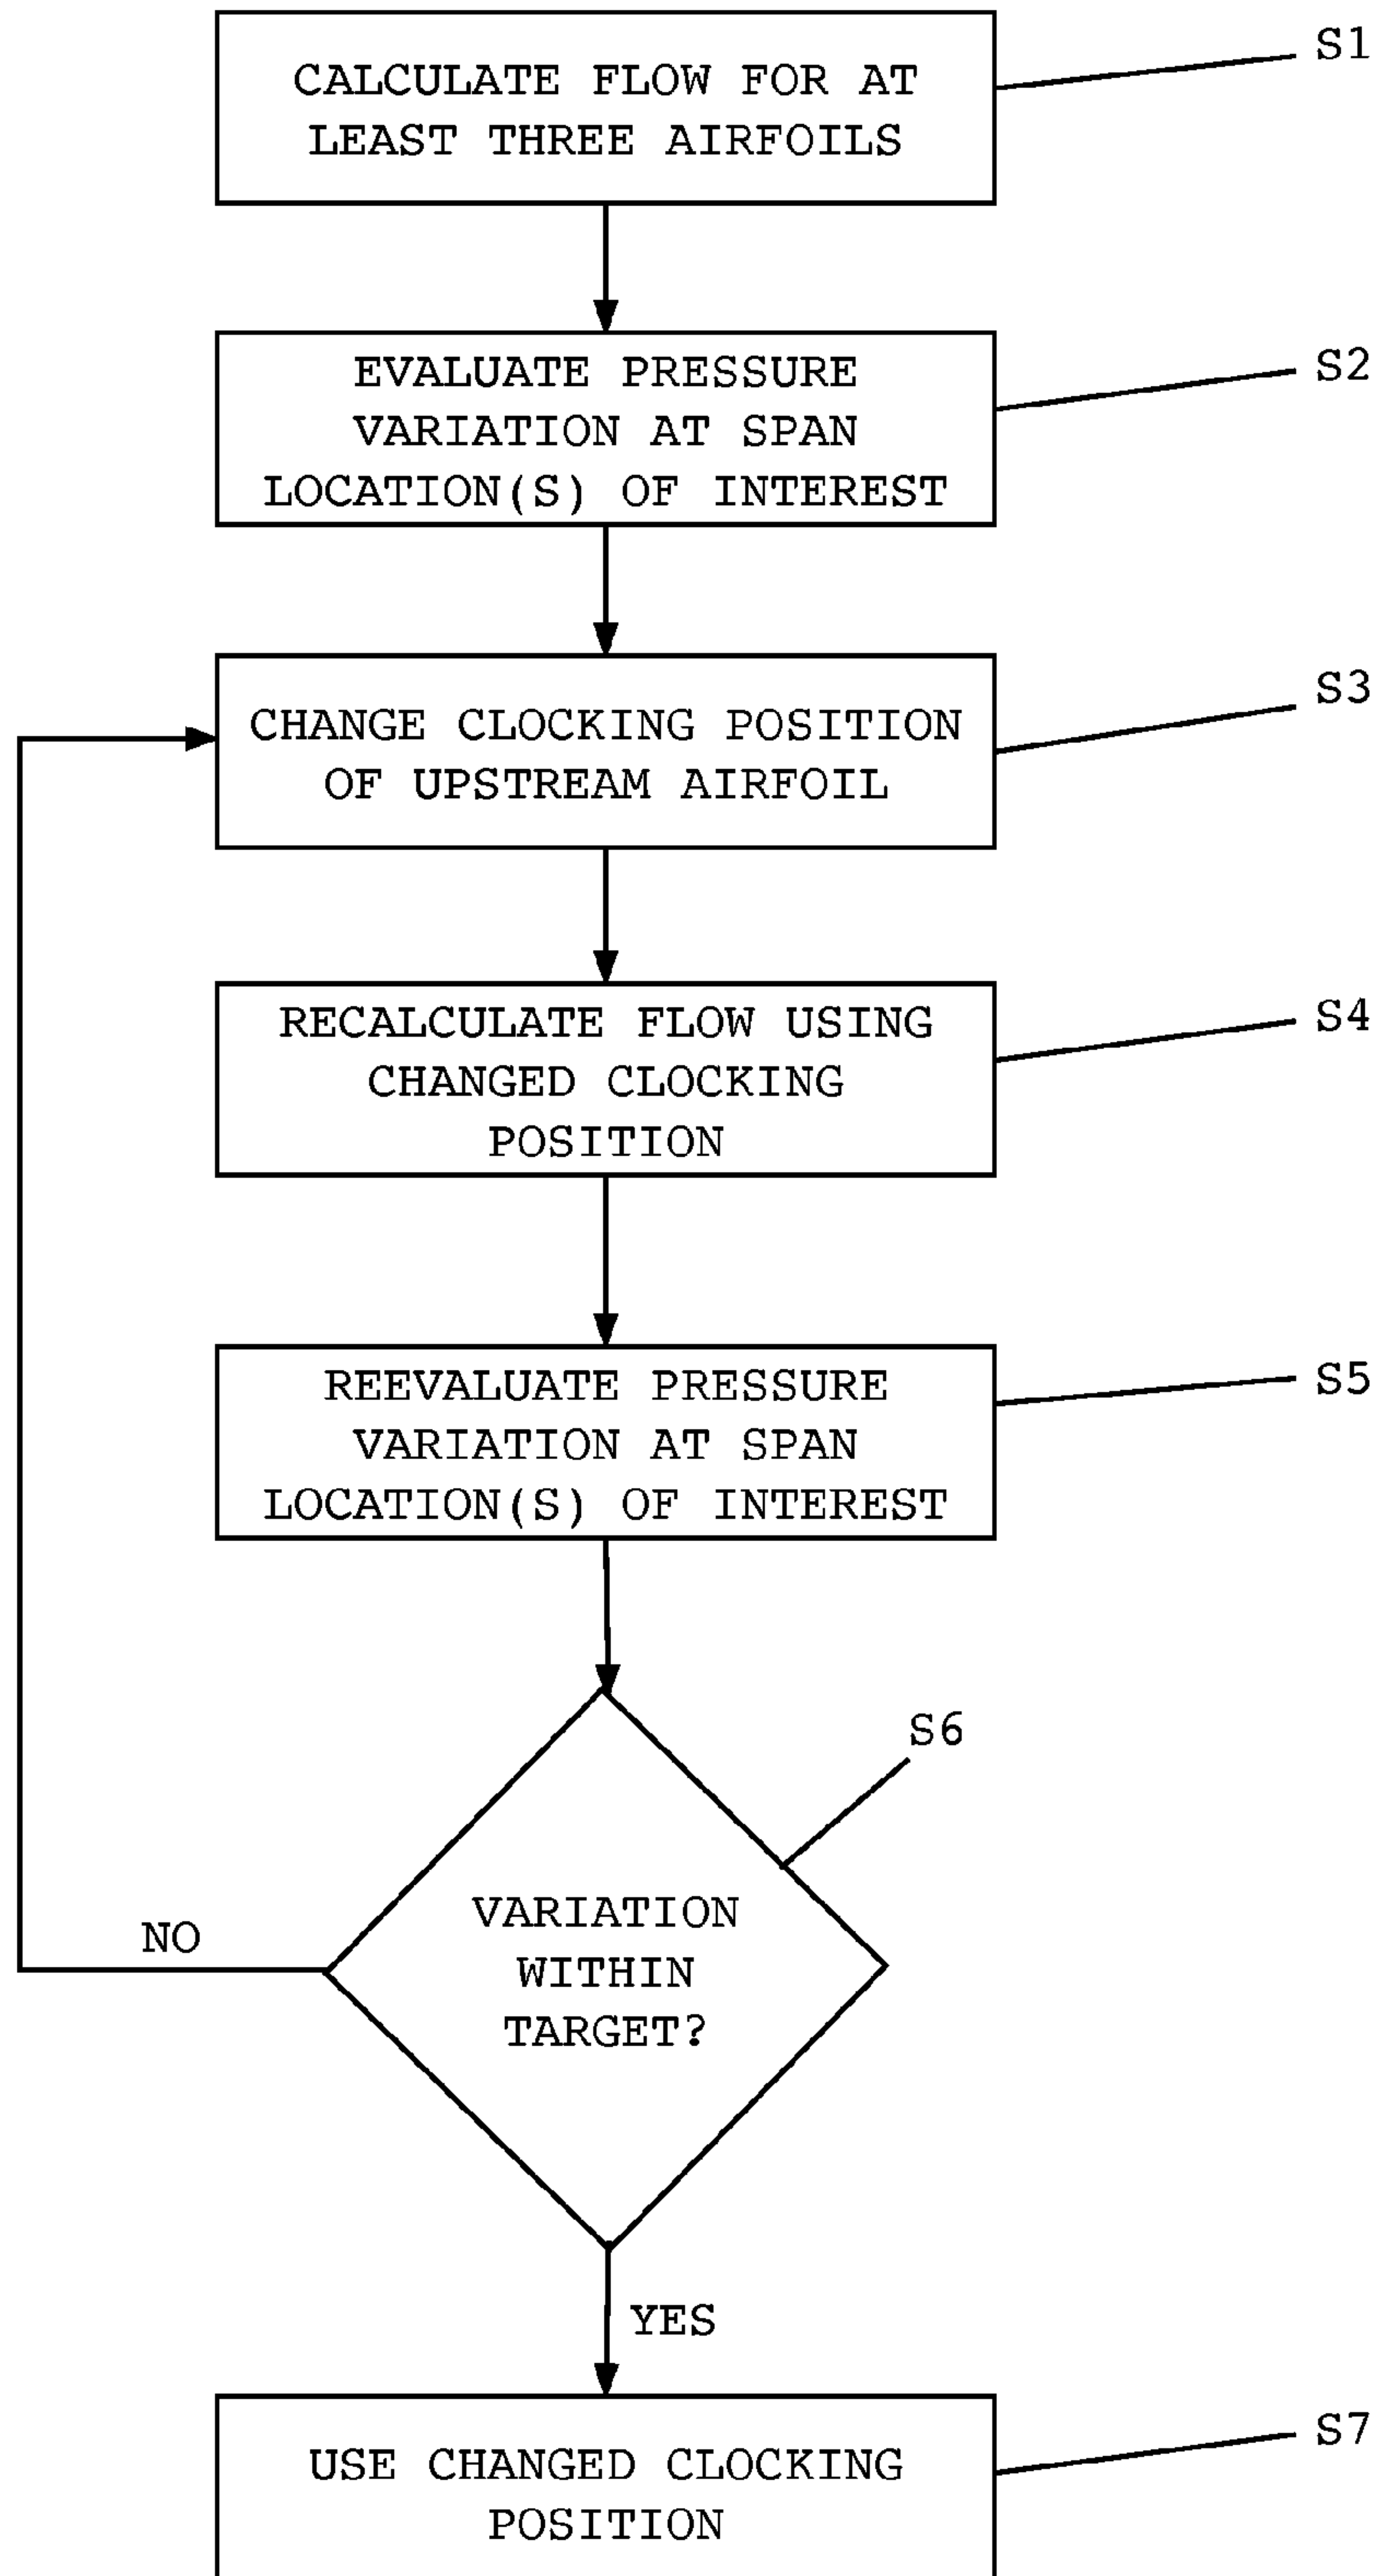 CALCULATE FLOW FOR AT
LEAST THREE AIRFOILS
S1
EVALUATE PRESSURE
VARIATION AT SPAN
LOCATION(S) OF INTEREST
S2
CHANGE CLOCKING POSITION
OF UPSTREAM AIRFOIL
S3
RECALCULATE FLOW USING
CHANGED CLOCKING
POSITION
S4
REEVALUATE PRESSURE
VARIATION AT SPAN
LOCATION(S) OF INTEREST
S5
S6
VARIATION
WITHIN
TARGET?
NO
YES
USE CHANGED CLOCKING
POSITION
S7